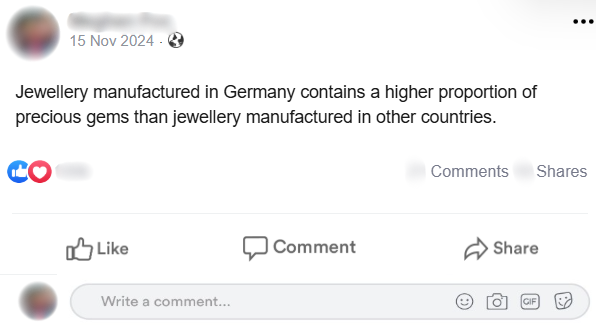 15 Nov 2024 ·
Jewellery manufactured in Germany contains a higher proportion of
precious gems than jewellery manufactured in other countries.
Comments Shares
Like Comment Share
Write a comment... GIF